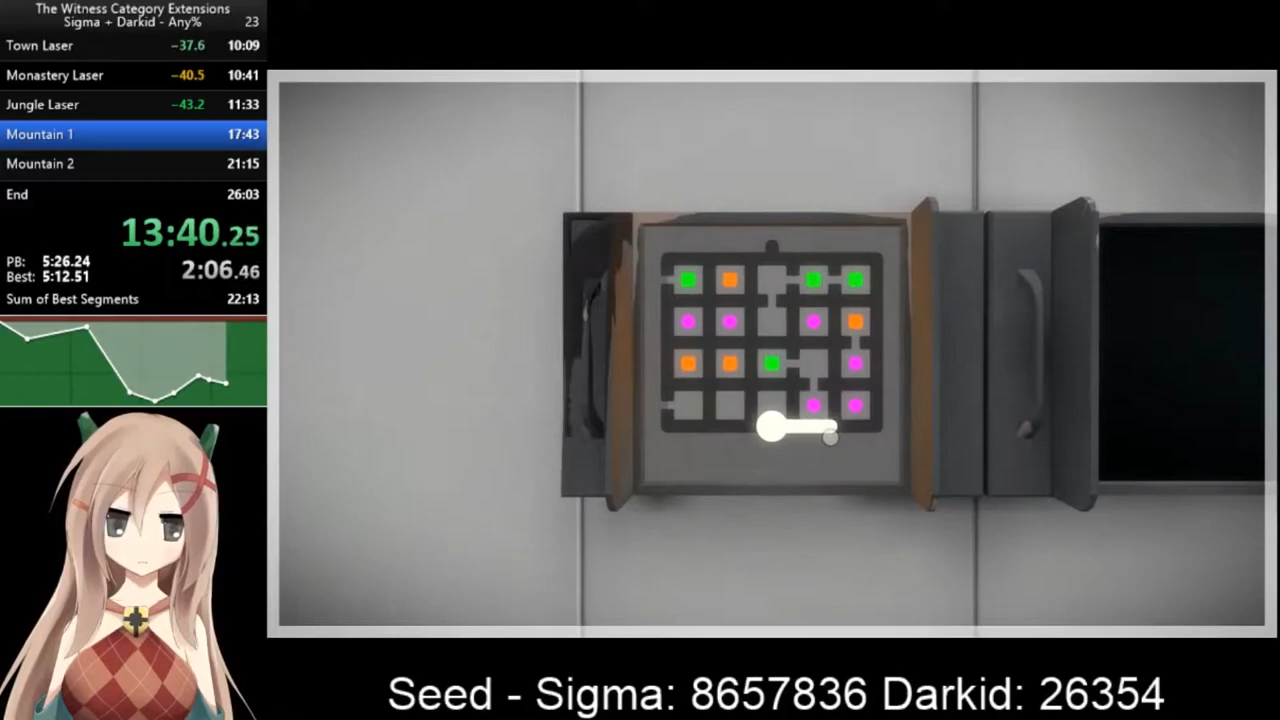 The Witness Category Extensions
Sigma + Darkid - Any% 23
Town Laser -37.6 10:09
Monastery Laser -40.5 10:41
Jungle Laser -43.2 11:33
Mountain 1 17:43
Mountain 2 21:15
End 26:03
13:40.25
PB: 5:26.24
Best: 5:12.51
2:06.46
Sum of Best Segments 22:13
Seed - Sigma: 8657836 Darkid: 26354